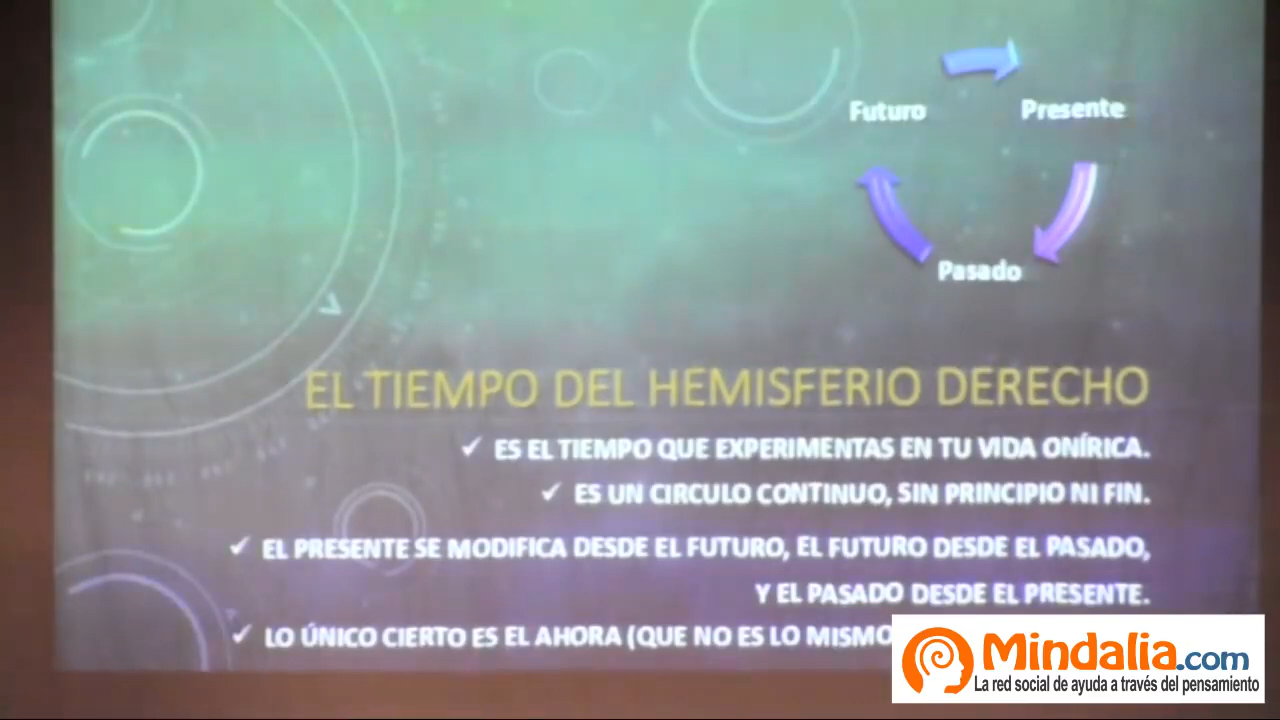 Futuro
Presente
Pasado
EL TIEMPO DEL HEMISFERIO DERECHO
✓ ES EL TIEMPO QUE EXPERIMENTAS EN TU VIDA ONÍRICA.
✓ ES UN CIRCULO CONTINUO, SIN PRINCIPIO NI FIN.
✓ EL PRESENTE SE MODIFICA DESDE EL FUTURO, EL FUTURO DESDE EL PASADO,
Y EL PASADO DESDE EL PRESENTE.
✓ LO ÚNICO CIERTO ES EL AHORA (QUE NO ES LO MISMO
Mindalia.com
La red social de ayuda a través del pensamiento